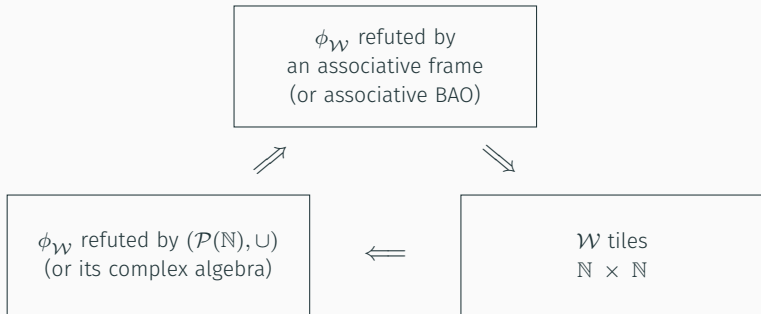 ϕ_𝒲 refuted by
an associative frame
(or associative BAO)
ϕ_𝒲 refuted by (𝒫(ℕ), ∪)
(or its complex algebra)
⇗
⇘
⇐
𝒲 tiles
ℕ × ℕ